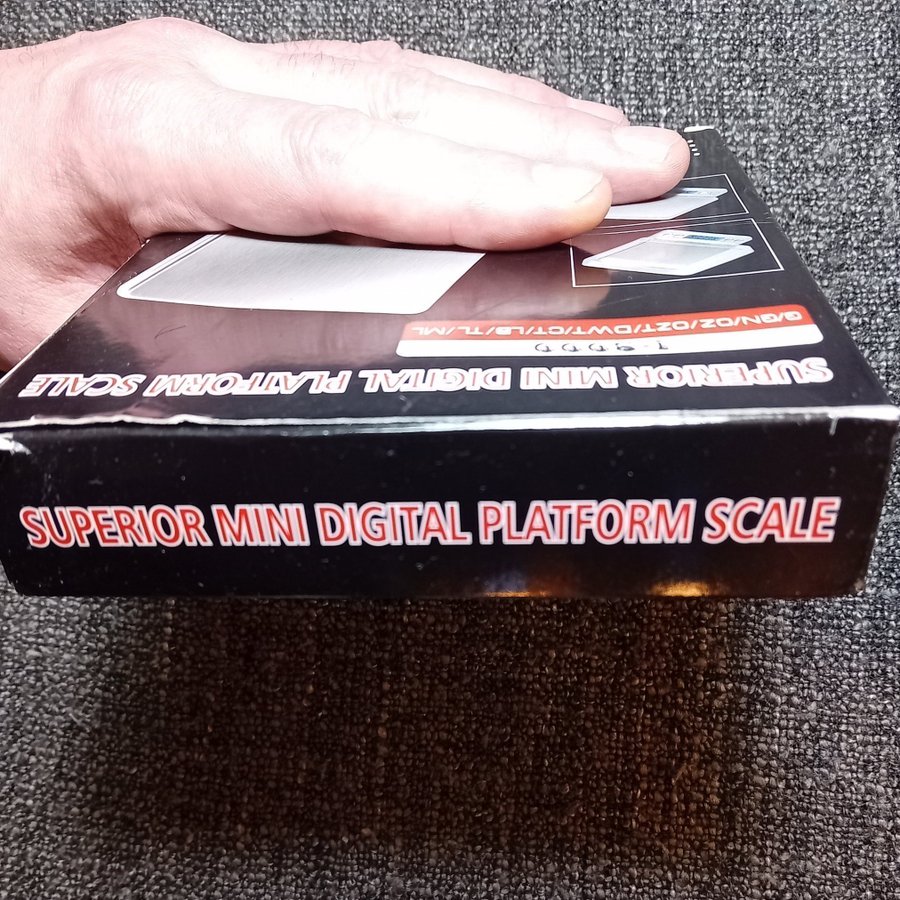 G/GN/OZ/OZT/DWT/CT/LB/TL/ML
SUPERIOR MINI DIGITAL PLATFORM SCALE
SUPERIOR MINI DIGITAL PLATFORM SCALE